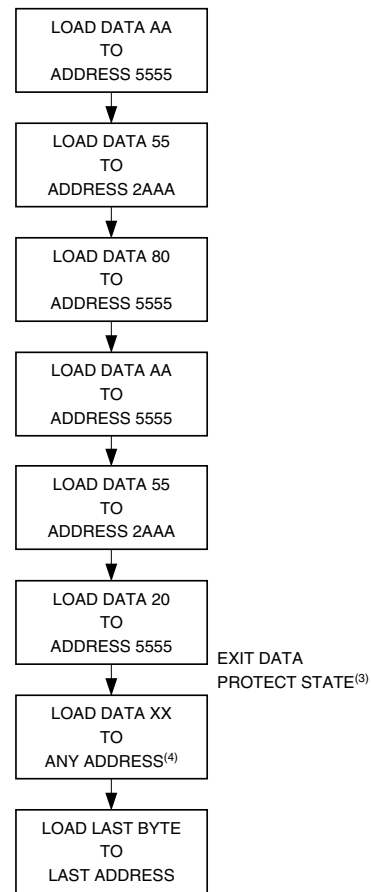 LOAD DATA AA
TO
ADDRESS 5555
LOAD DATA 55
TO
ADDRESS 2AAA
LOAD DATA 80
TO
ADDRESS 5555
LOAD DATA AA
TO
ADDRESS 5555
LOAD DATA 55
TO
ADDRESS 2AAA
LOAD DATA 20
TO
ADDRESS 5555
EXIT DATA
PROTECT STATE(3)
LOAD DATA XX
TO
ANY ADDRESS(4)
LOAD LAST BYTE
TO
LAST ADDRESS